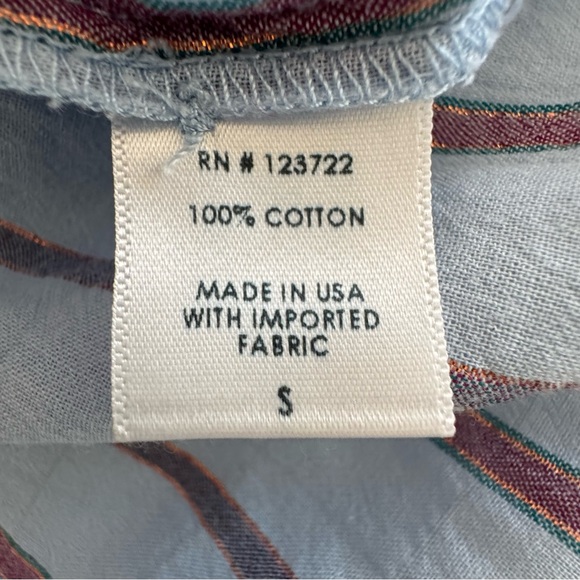 RN # 123722
100% COTTON
MADE IN USA
WITH IMPORTED
FABRIC
S